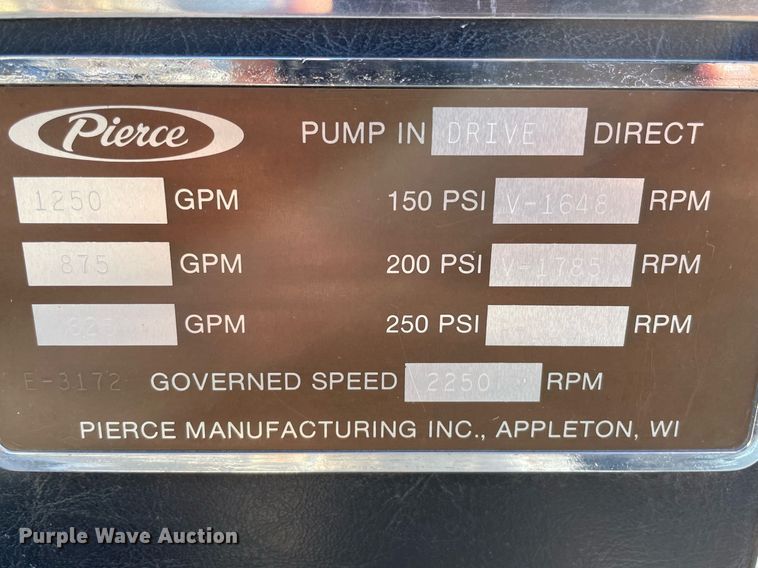 Pierce PUMP IN DRIVE DIRECT
1250 GPM 150 PSI V-1648 RPM
875 GPM 200 PSI V-1785 RPM
GPM 250 PSI RPM
E-3172 GOVERNED SPEED 2250 RPM
PIERCE MANUFACTURING INC., APPLETON, WI
Purple Wave Auction